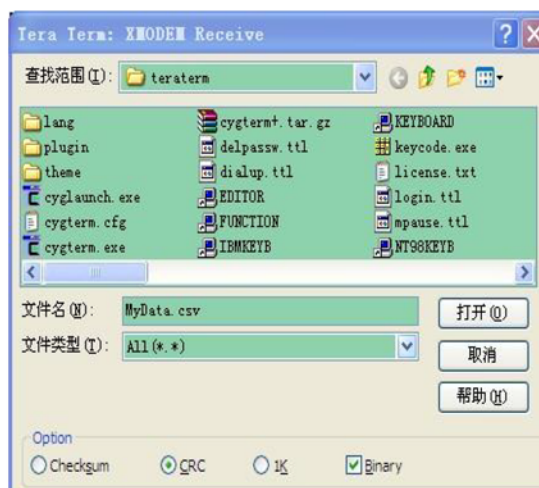 Tera Term: XMODEM Receive
查找范围(I): teraterm
lang cygterm+.tar.gz KEYBOARD
plugin delpassw.ttl keycode.exe
theme dialup.ttl license.txt
cyglaunch.exe EDITOR login.ttl
cygterm.cfg FUNCTION mpause.ttl
cygterm.exe IBMKEYB NT98KEYB
文件名(N): MyData.csv 打开(O)
文件类型(T): All(*.*) 取消
帮助(H)
Option
Checksum CRC 1K Binary